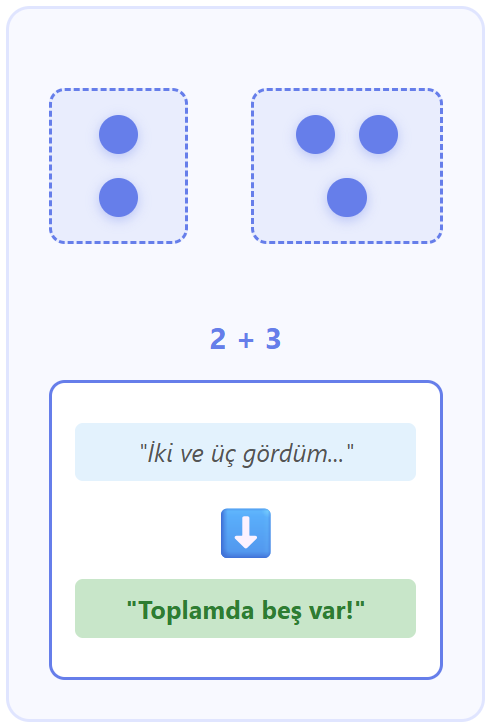 2 + 3
"İki ve üç gördüm..."
"Toplamda beş var!"